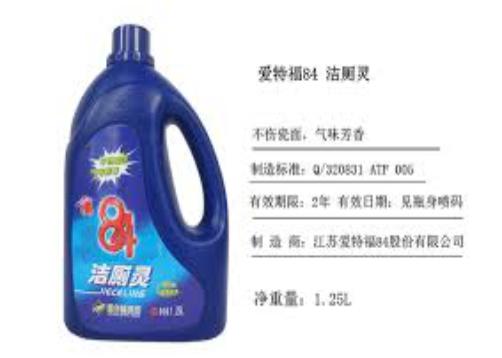 爱特福84 洁厕灵
不伤瓷面，气味芳香
制造标准：Q/320831 ATF 005
有效期限：2年 有效日期：见瓶身喷码
制 造 商：江苏爱特福84股份有限公司
净重量：1.25L
84
洁厕灵
JIECELING